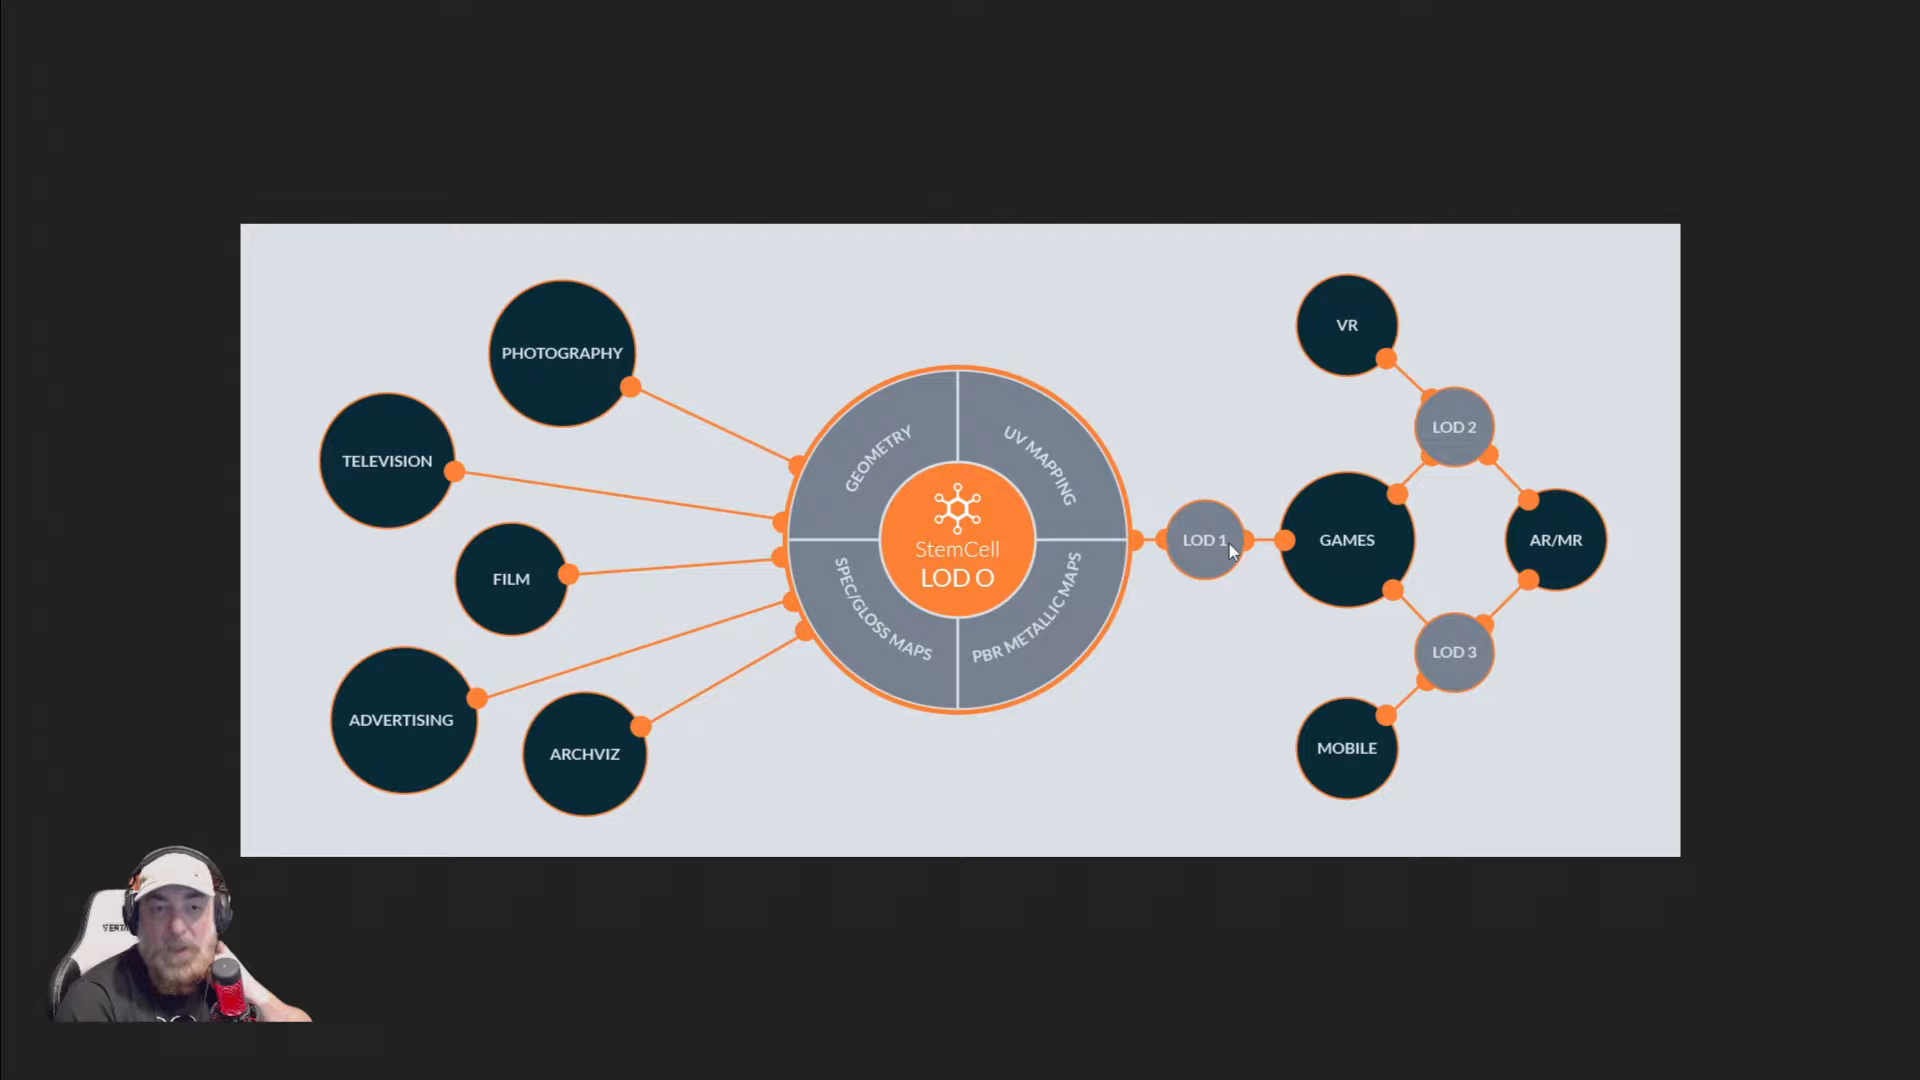 PHOTOGRAPHY
TELEVISION
FILM
ADVERTISING
ARCHVIZ
GEOMETRY
UV MAPPING
StemCell
LOD O
SPEC/GLOSS MAPS
PBR METALLIC MAPS
LOD 1
GAMES
VR
LOD 2
AR/MR
LOD 3
MOBILE